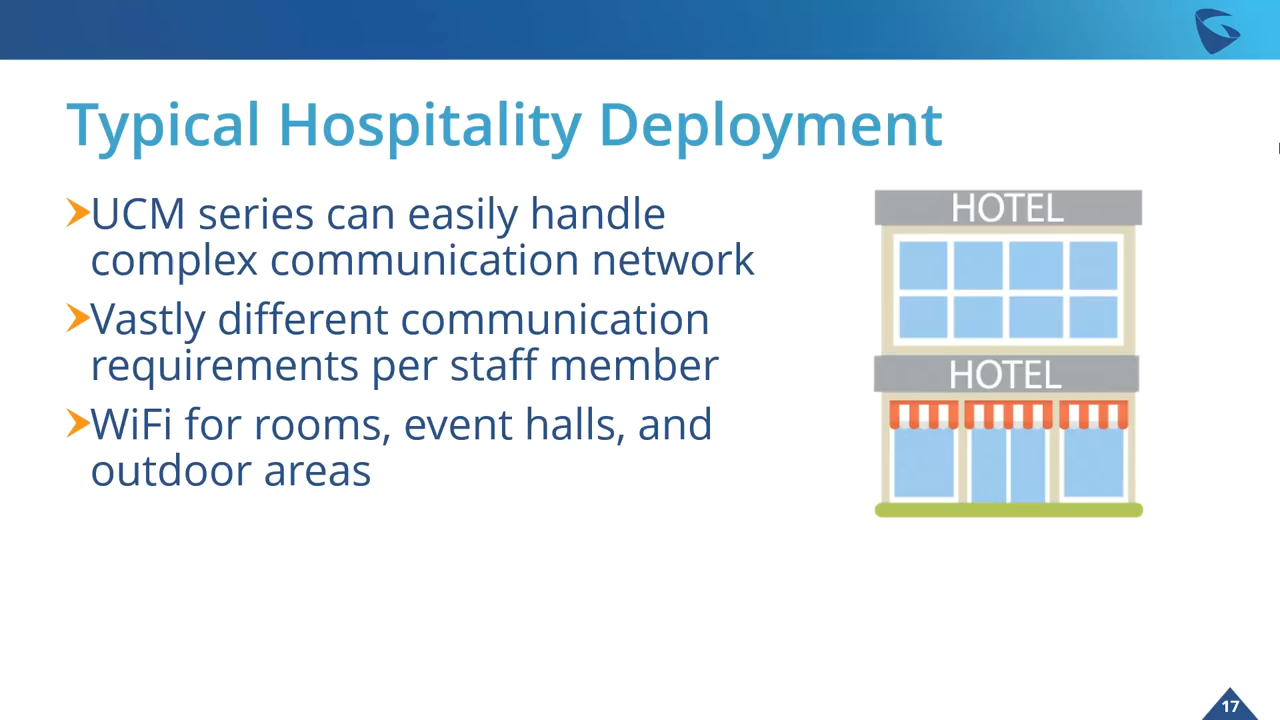 Typical Hospitality Deployment
UCM series can easily handle
complex communication network
Vastly different communication
requirements per staff member
WiFi for rooms, event halls, and
outdoor areas
HOTEL
HOTEL
17